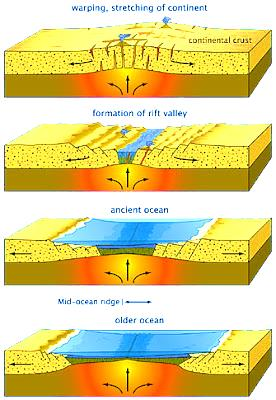 warping, stretching of continent
continental crust
formation of rift valley
ancient ocean
Mid-ocean ridge
older ocean